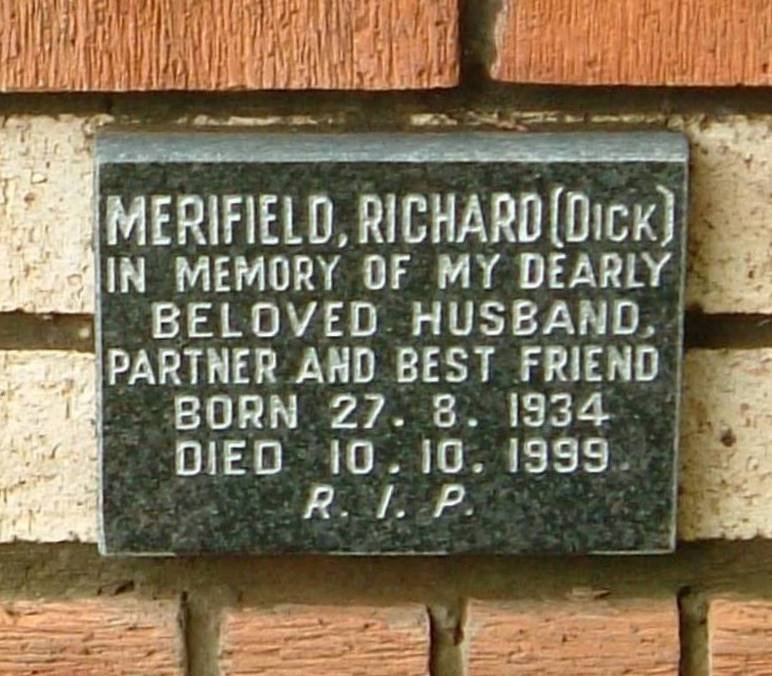 MERIFIELD, RICHARD (DICK)
IN MEMORY OF MY DEARLY
BELOVED HUSBAND,
PARTNER AND BEST FRIEND
BORN 27. 8. 1934
DIED 10. 10. 1999
R. I. P.